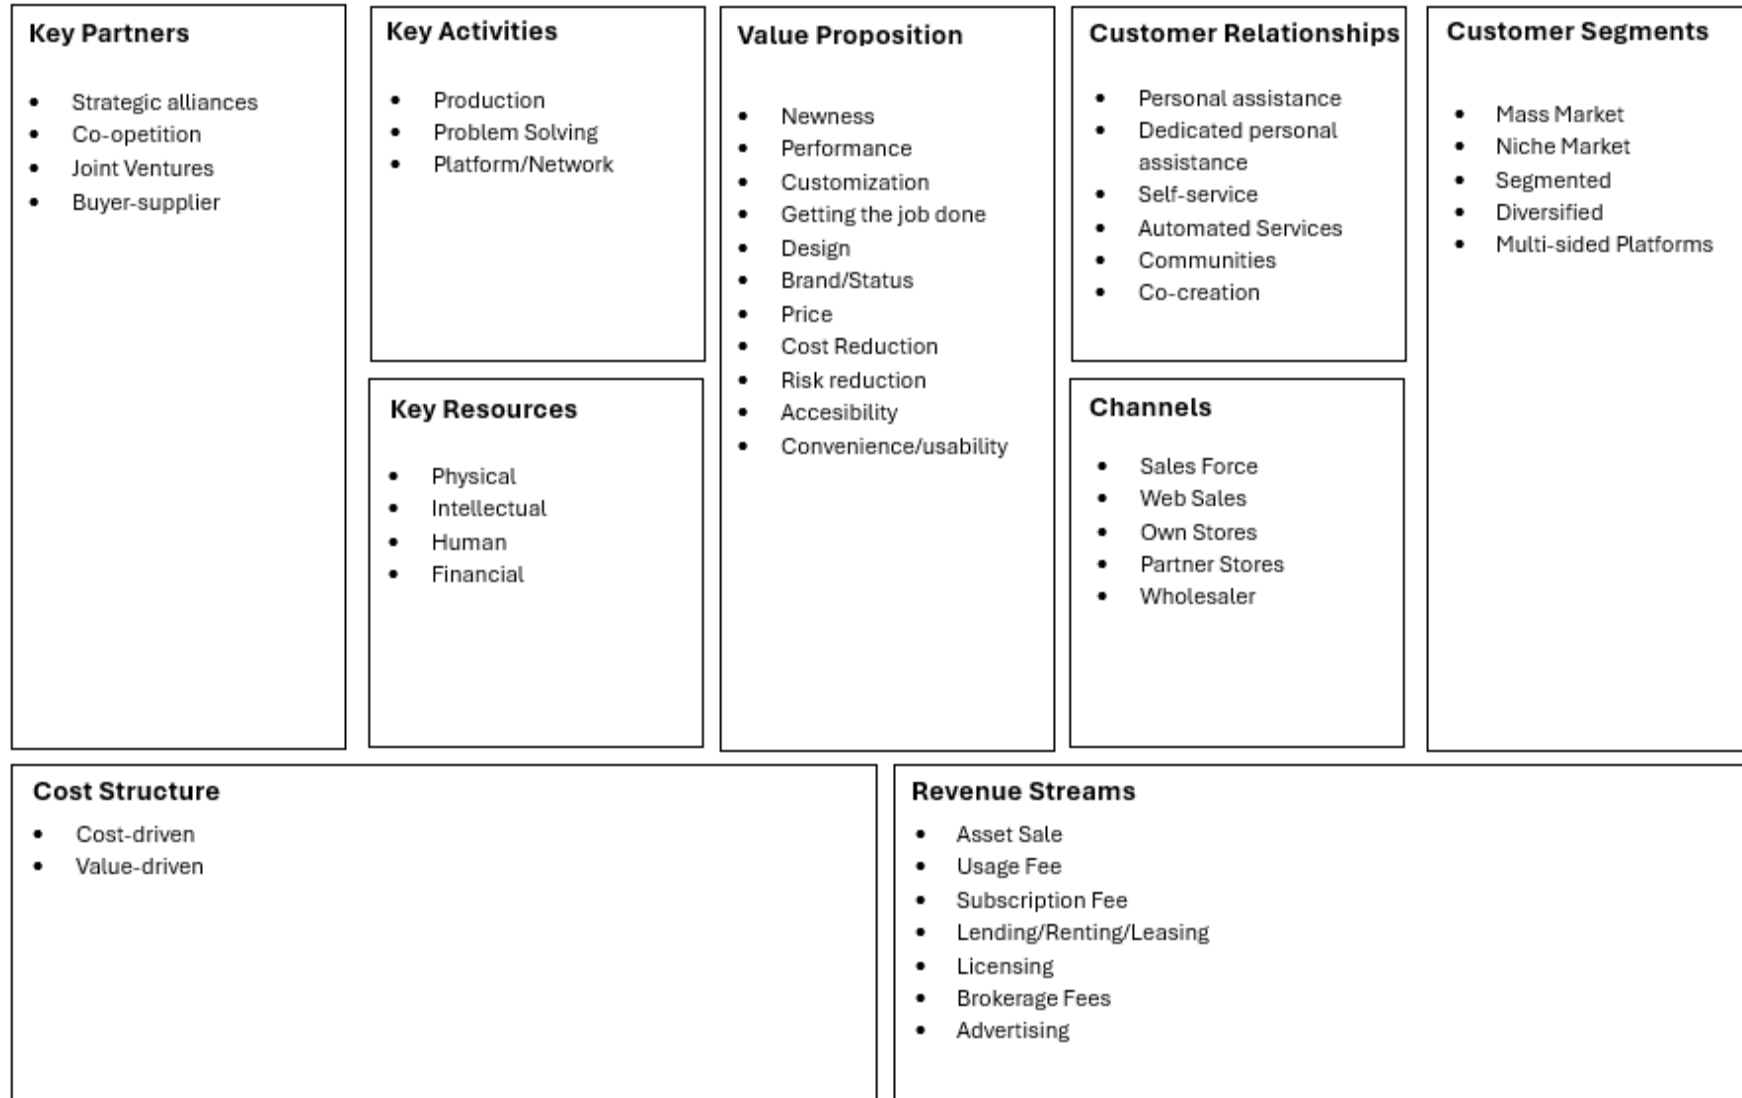 Key Partners
• Strategic alliances
• Co-opetition
• Joint Ventures
• Buyer-supplier
Key Activities
• Production
• Problem Solving
• Platform/Network
Key Resources
• Physical
• Intellectual
• Human
• Financial
Value Proposition
• Newness
• Performance
• Customization
• Getting the job done
• Design
• Brand/Status
• Price
• Cost Reduction
• Risk reduction
• Accesibility
• Convenience/usability
Customer Relationships
• Personal assistance
• Dedicated personal
assistance
• Self-service
• Automated Services
• Communities
• Co-creation
Channels
• Sales Force
• Web Sales
• Own Stores
• Partner Stores
• Wholesaler
Customer Segments
• Mass Market
• Niche Market
• Segmented
• Diversified
• Multi-sided Platforms
Cost Structure
• Cost-driven
• Value-driven
Revenue Streams
• Asset Sale
• Usage Fee
• Subscription Fee
• Lending/Renting/Leasing
• Licensing
• Brokerage Fees
• Advertising